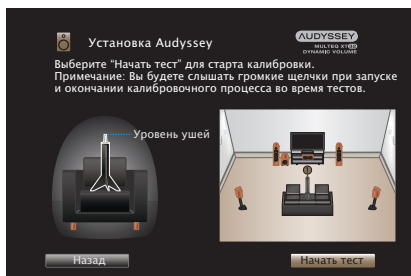 Установка Audyssey
AUDYSSEY
MULTEQ XT32
DYNAMIC VOLUME
Выберите "Начать тест" для старта калибровки.
Примечание: Вы будете слышать громкие щелчки при запуске
и окончании калибровочного процесса во время тестов.
Уровень ушей
Назад
Начать тест